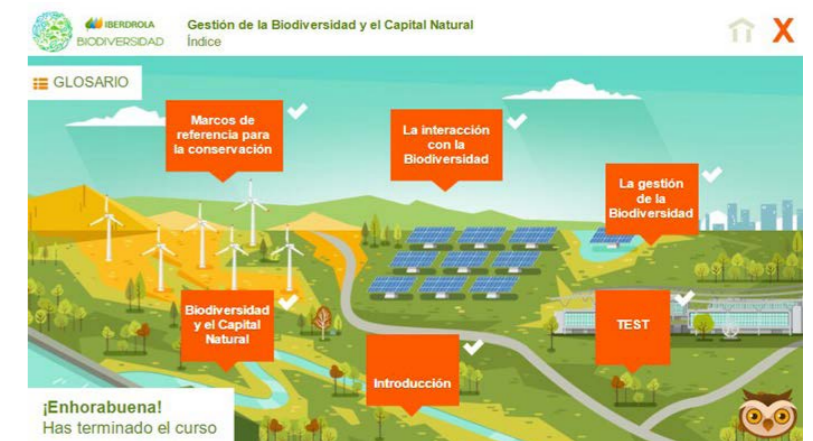 IBERDROLA
BIODIVERSIDAD
Gestión de la Biodiversidad y el Capital Natural
Índice
X
GLOSARIO
Marcos de
referencia para
la conservación
La interacción
con la
Biodiversidad
La gestión
de la
Biodiversidad
Biodiversidad
y el Capital
Natural
Introducción
TEST
¡Enhorabuena!
Has terminado el curso